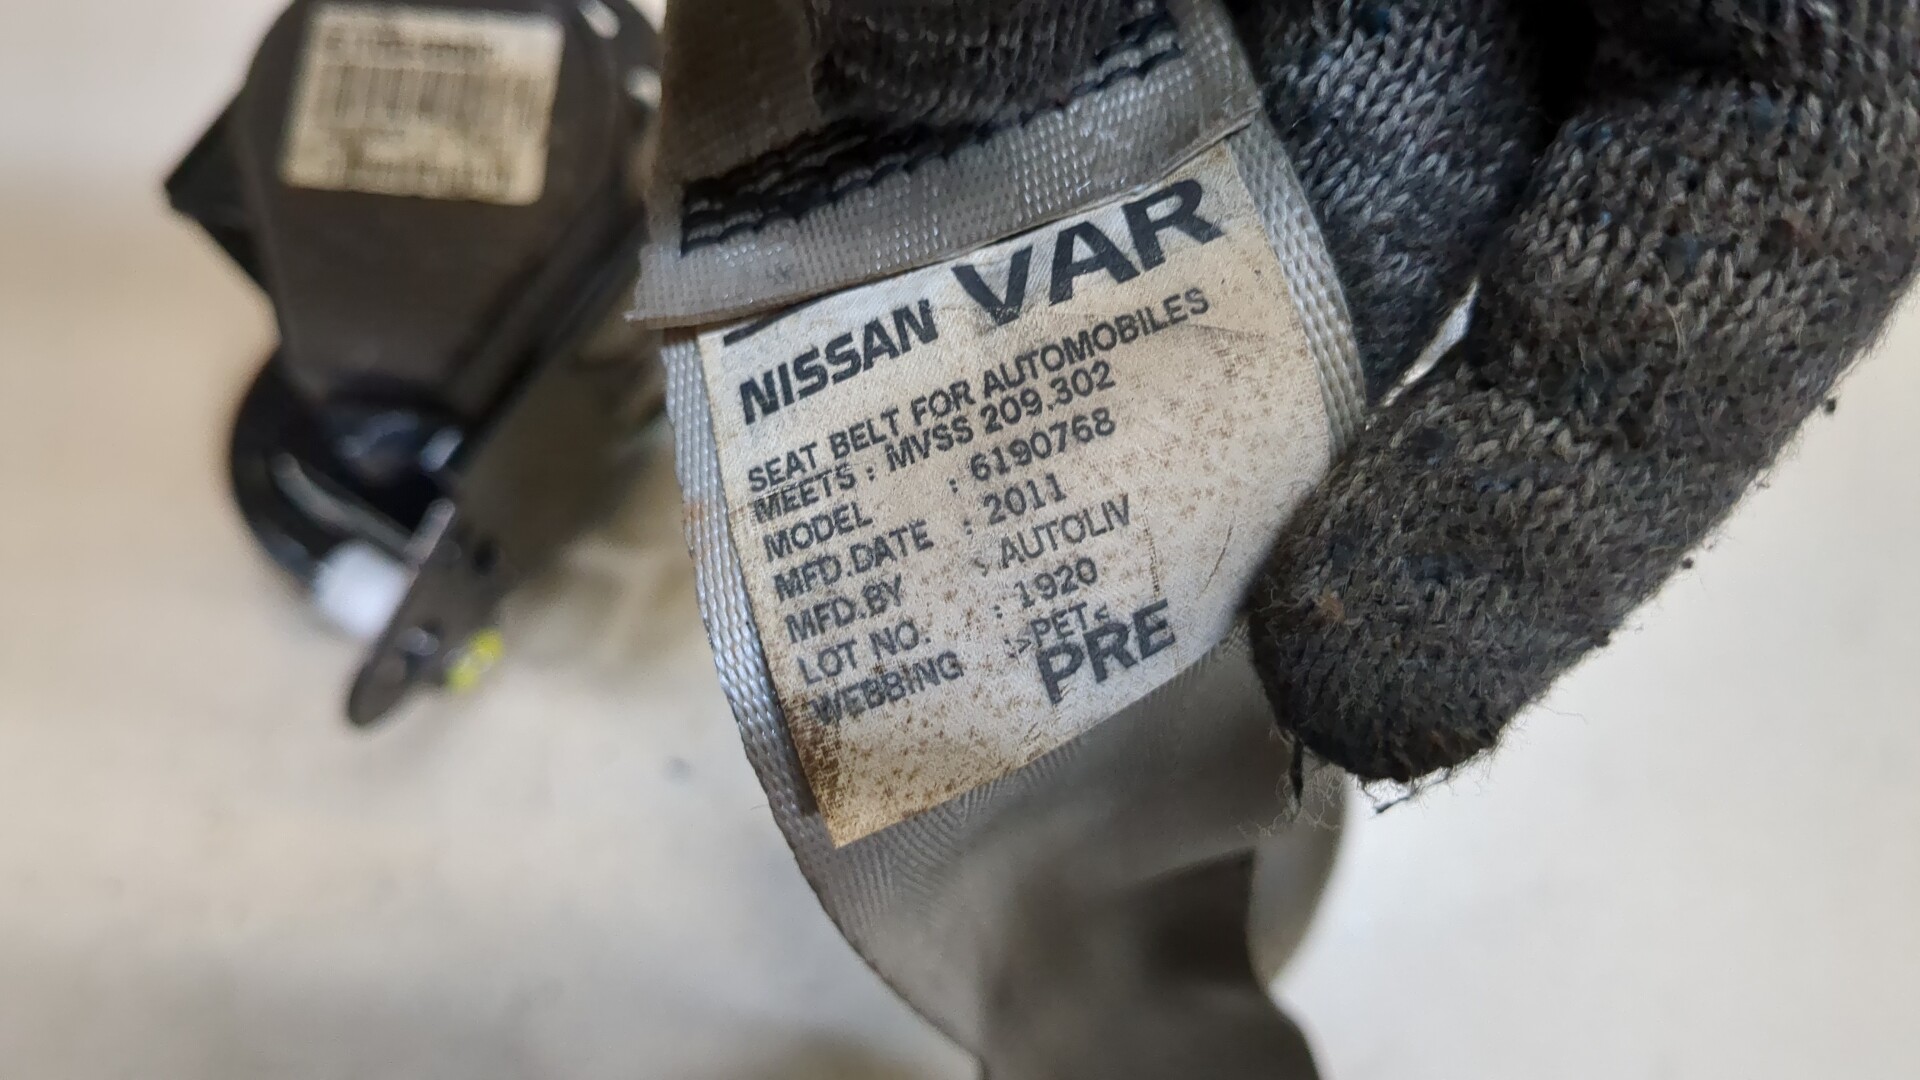 NISSAN VAR
SEAT BELT FOR AUTOMOBILES
MEETS : MVSS 209.302
MODEL : 6190768
MFD.DATE : 2011
MFD.BY : AUTOLIV
LOT NO. : 1920
WEBBING : >PET<
PRE